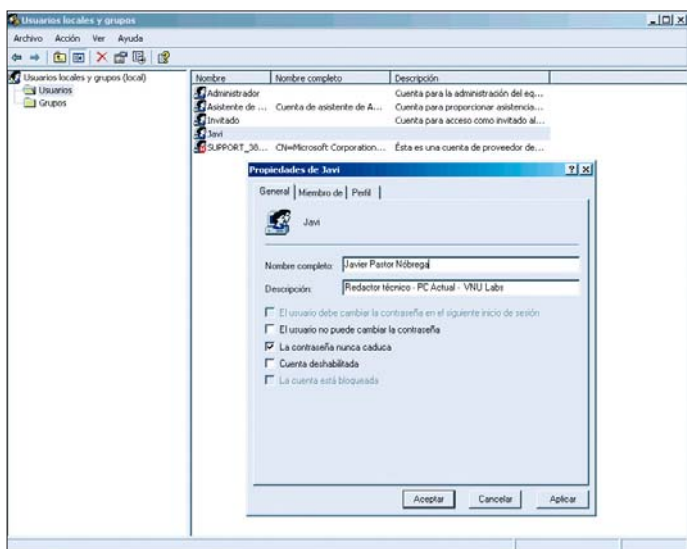 Usuarios locales y grupos
Archivo Acción Ver Ayuda
Usuarios locales y grupos (local)
Usuarios
Grupos
Nombre Nombre completo Descripción
Administrador Cuenta para la administración del eq...
Asistente de ... Cuenta de asistente de A... Cuenta para proporcionar asistencia...
Invitado Cuenta para acceso como invitado al...
Javi
SUPPORT_38... CN=Microsoft Corporation... Ésta es una cuenta de proveedor de...
Propiedades de Javi
General Miembro de Perfil
Javi
Nombre completo: Javier Pastor Nóbrega
Descripción: Redactor técnico - PC Actual - VNU Labs
El usuario debe cambiar la contraseña en el siguiente inicio de sesión
El usuario no puede cambiar la contraseña
La contraseña nunca caduca
Cuenta deshabilitada
La cuenta está bloqueada
Aceptar Cancelar Aplicar